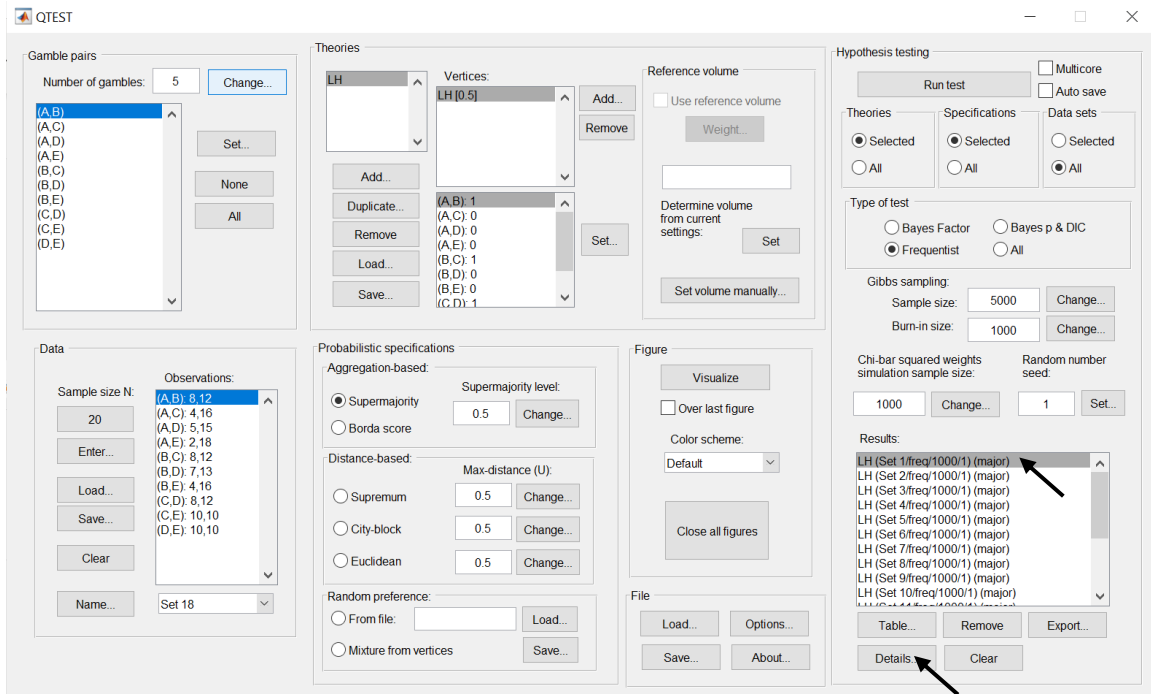 QTEST
Gamble pairs
Number of gambles: 5 Change...
(A,B)
(A,C)
(A,D)
(A,E)
(B,C)
(B,D)
(B,E)
(C,D)
(C,E)
(D,E)
Set...
None
All
Theories
LH
Add...
Duplicate...
Remove
Load...
Save...
Vertices:
LH [0.5]
Add...
Remove
(A,B): 1
(A,C): 0
(A,D): 0
(A,E): 0
(B,C): 1
(B,D): 0
(B,E): 0
(C,D): 1
Set...
Reference volume
Use reference volume
Weight...
Determine volume
from current
settings:
Set
Set volume manually...
Hypothesis testing
Run test
Multicore
Auto save
Theories
Selected
All
Specifications
Selected
All
Data sets
Selected
All
Type of test
Bayes Factor Bayes p & DIC
Frequentist All
Gibbs sampling:
Sample size: 5000 Change...
Burn-in size: 1000 Change...
Chi-bar squared weights
simulation sample size:
1000 Change...
Random number
seed:
1 Set...
Results:
LH (Set 1/freq/1000/1) (major)
LH (Set 2/freq/1000/1) (major)
LH (Set 3/freq/1000/1) (major)
LH (Set 4/freq/1000/1) (major)
LH (Set 5/freq/1000/1) (major)
LH (Set 6/freq/1000/1) (major)
LH (Set 7/freq/1000/1) (major)
LH (Set 8/freq/1000/1) (major)
LH (Set 9/freq/1000/1) (major)
LH (Set 10/freq/1000/1) (major)
LH (Set 11/freq/1000/1) (major)
Table... Remove Export...
Details... Clear
Data
Sample size N:
20
Enter...
Load...
Save...
Clear
Name... Set 18
Observations:
(A,B): 8,12
(A,C): 4,16
(A,D): 5,15
(A,E): 2,18
(B,C): 8,12
(B,D): 7,13
(B,E): 4,16
(C,D): 8,12
(C,E): 10,10
(D,E): 10,10
Probabilistic specifications
Aggregation-based:
Supermajority level:
Supermajority 0.5 Change...
Borda score
Distance-based:
Max-distance (U):
Supremum 0.5 Change...
City-block 0.5 Change...
Euclidean 0.5 Change...
Random preference:
From file: Load...
Mixture from vertices Save...
Figure
Visualize
Over last figure
Color scheme:
Default
Close all figures
File
Load... Options...
Save... About...